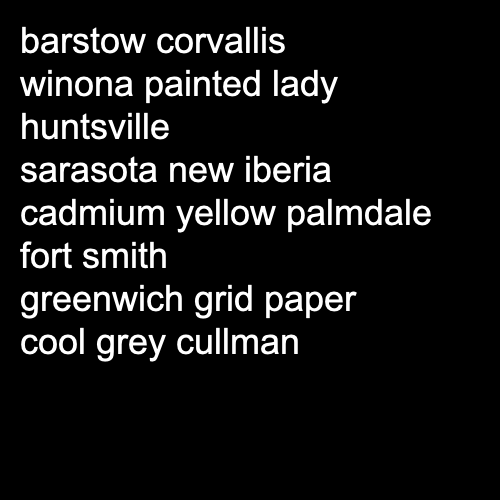 barstow corvallis
winona painted lady
huntsville
sarasota new iberia
cadmium yellow palmdale
fort smith
greenwich grid paper
cool grey cullman